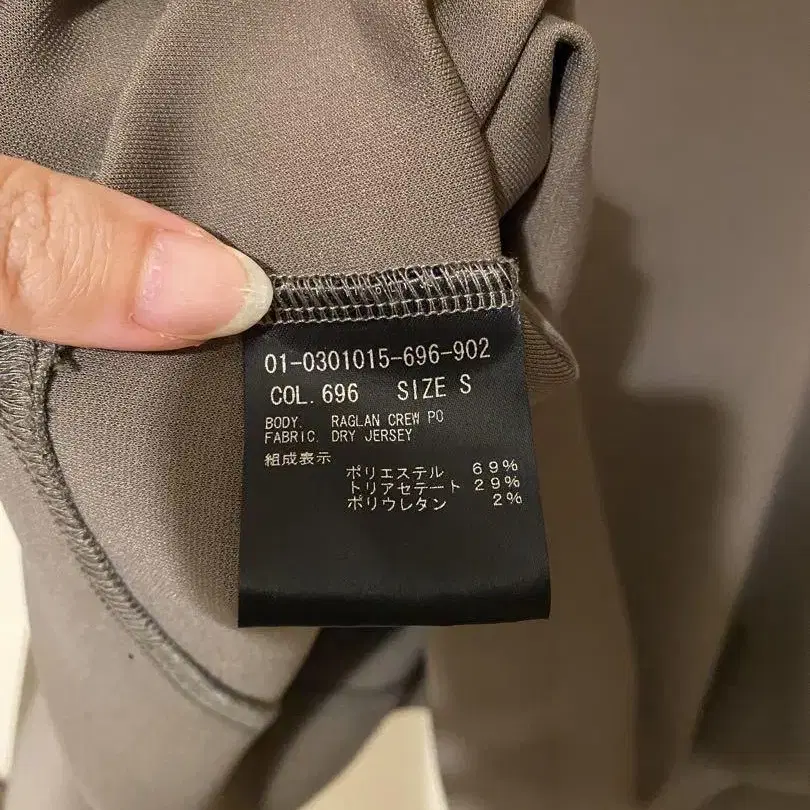 01-0301015-696-902
COL. 696 SIZE S
BODY. RAGLAN CREW PO
FABRIC. DRY JERSEY
組成表示
ポリエステル 69%
トリアセテート 29%
ポリウレタン 2%